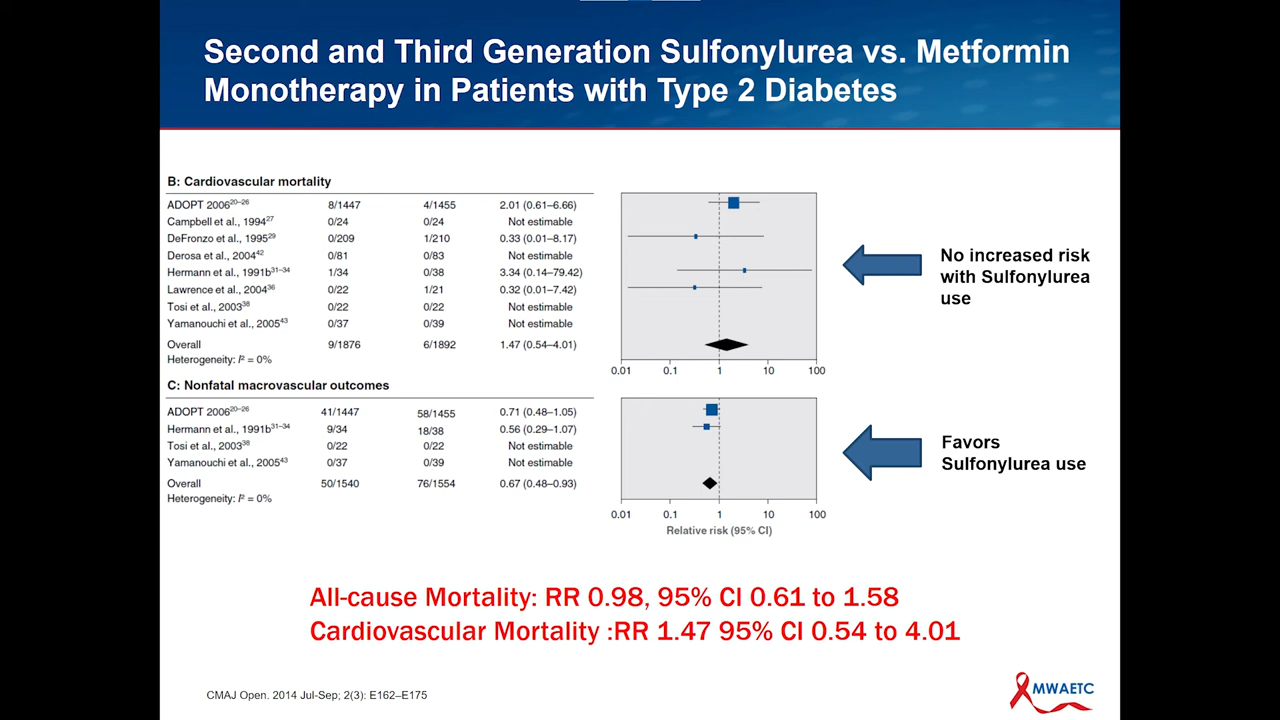 Second and Third Generation Sulfonylurea vs. Metformin
Monotherapy in Patients with Type 2 Diabetes
B: Cardiovascular mortality
ADOPT 2006²⁰⁻²⁶ 8/1447 4/1455 2.01 (0.61–6.66)
Campbell et al., 1994²⁷ 0/24 0/24 Not estimable
DeFronzo et al., 1995²⁹ 0/209 1/210 0.33 (0.01–8.17)
Derosa et al., 2004⁴² 0/81 0/83 Not estimable
Hermann et al., 1991b³¹⁻³⁴ 1/34 0/38 3.34 (0.14–79.42)
Lawrence et al., 2004³⁶ 0/22 1/21 0.32 (0.01–7.42)
Tosi et al., 2003³⁸ 0/22 0/22 Not estimable
Yamanouchi et al., 2005⁴³ 0/37 0/39 Not estimable
Overall 9/1876 6/1892 1.47 (0.54–4.01)
Heterogeneity: I² = 0%
0.01 0.1 1 10 100
No increased risk
with Sulfonylurea
use
C: Nonfatal macrovascular outcomes
ADOPT 2006²⁰⁻²⁶ 41/1447 58/1455 0.71 (0.48–1.05)
Hermann et al., 1991b³¹⁻³⁴ 9/34 18/38 0.56 (0.29–1.07)
Tosi et al., 2003³⁸ 0/22 0/22 Not estimable
Yamanouchi et al., 2005⁴³ 0/37 0/39 Not estimable
Overall 50/1540 76/1554 0.67 (0.48–0.93)
Heterogeneity: I² = 0%
0.01 0.1 1 10 100
Relative risk (95% CI)
Favors
Sulfonylurea use
All-cause Mortality: RR 0.98, 95% CI 0.61 to 1.58
Cardiovascular Mortality :RR 1.47 95% CI 0.54 to 4.01
CMAJ Open. 2014 Jul-Sep; 2(3): E162–E175
MWAETC